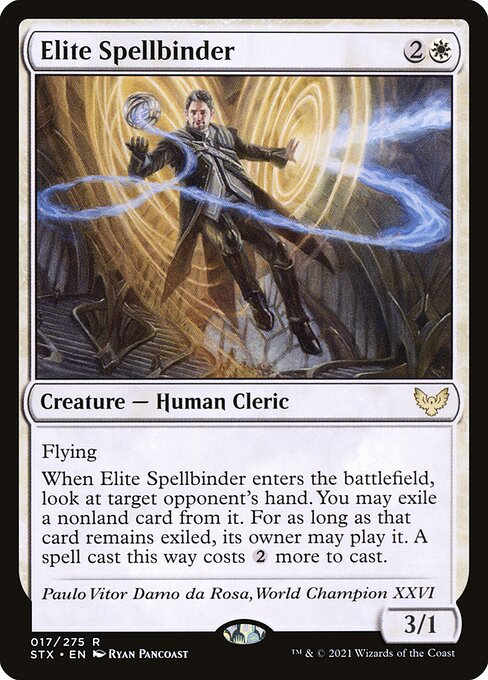 Elite Spellbinder 2
Creature — Human Cleric
Flying
When Elite Spellbinder enters the battlefield,
look at target opponent's hand. You may exile
a nonland card from it. For as long as that
card remains exiled, its owner may play it. A
spell cast this way costs 2 more to cast.
Paulo Vitor Damo da Rosa, World Champion XXVI
3/1
017/275 R
STX • EN Ryan Pancoast
™ & © 2021 Wizards of the Coast